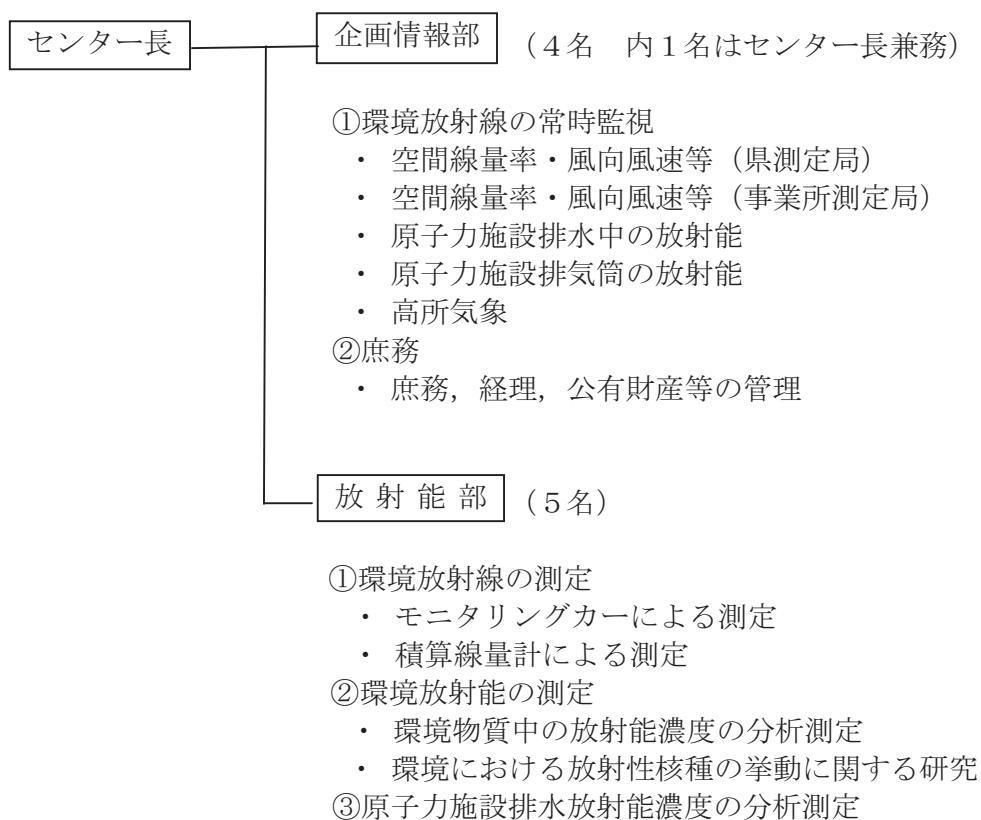 センター長 企画情報部 （４名　内１名はセンター長兼務）
①環境放射線の常時監視
・ 空間線量率・風向風速等（県測定局）
・ 空間線量率・風向風速等（事業所測定局）
・ 原子力施設排水中の放射能
・ 原子力施設排気筒の放射能
・ 高所気象
②庶務
・ 庶務，経理，公有財産等の管理
放 射 能 部 （５名）
①環境放射線の測定
・ モニタリングカーによる測定
・ 積算線量計による測定
②環境放射能の測定
・ 環境物質中の放射能濃度の分析測定
・ 環境における放射性核種の挙動に関する研究
③原子力施設排水放射能濃度の分析測定